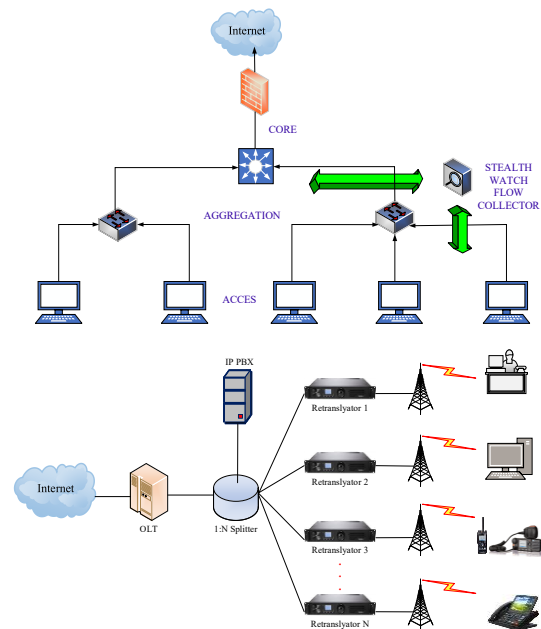 Internet
CORE
STEALTH
WATCH
FLOW
COLLECTOR
AGGREGATION
ACCES
IP PBX
Retranslyator 1
Retranslyator 2
Internet
OLT
1:N Splitter
Retranslyator 3
Retranslyator N